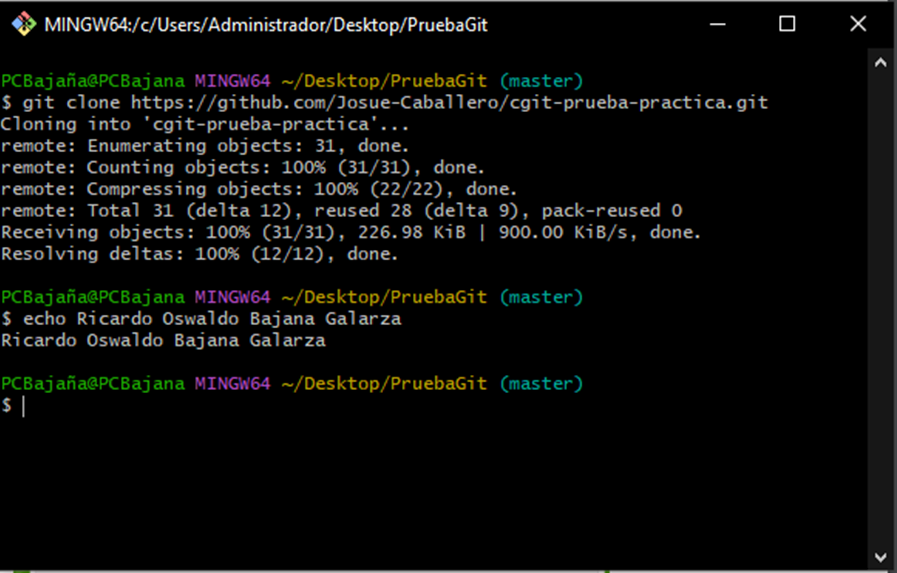 MINGW64:/c/Users/Administrador/Desktop/PruebaGit
PCBajaña@PCBajana MINGW64 ~/Desktop/PruebaGit (master)
$ git clone https://github.com/Josue-Caballero/cgit-prueba-practica.git
Cloning into 'cgit-prueba-practica'...
remote: Enumerating objects: 31, done.
remote: Counting objects: 100% (31/31), done.
remote: Compressing objects: 100% (22/22), done.
remote: Total 31 (delta 12), reused 28 (delta 9), pack-reused 0
Receiving objects: 100% (31/31), 226.98 KiB | 900.00 KiB/s, done.
Resolving deltas: 100% (12/12), done.
PCBajaña@PCBajana MINGW64 ~/Desktop/PruebaGit (master)
$ echo Ricardo Oswaldo Bajana Galarza
Ricardo Oswaldo Bajana Galarza
PCBajaña@PCBajana MINGW64 ~/Desktop/PruebaGit (master)
$